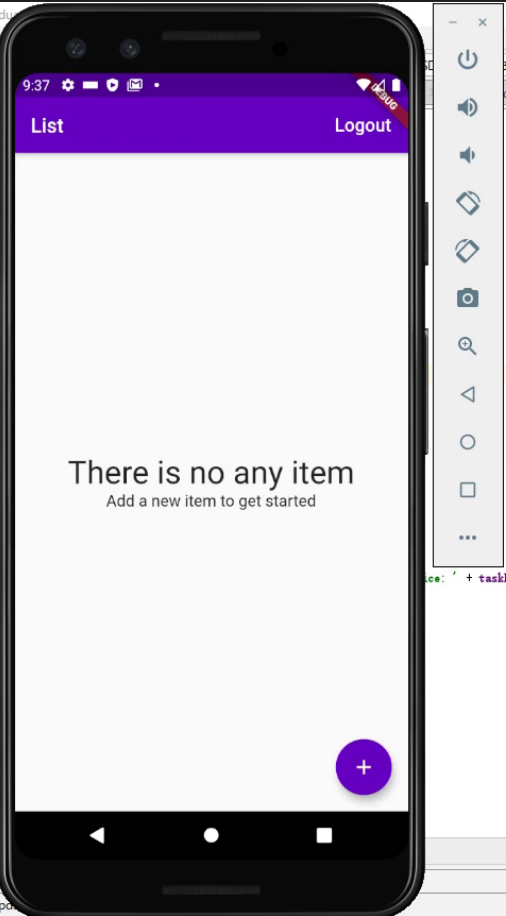 9:37
DEBUG
List
Logout
There is no any item
Add a new item to get started
ice: ' + task